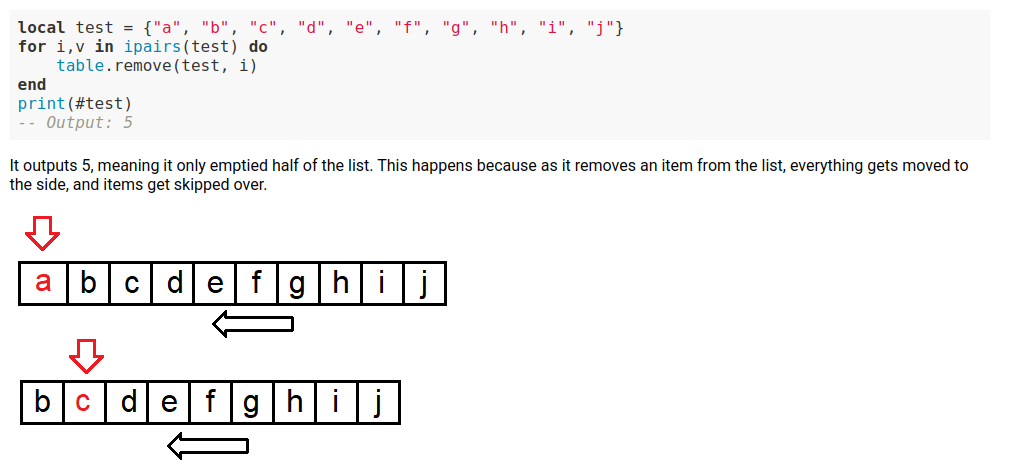 local test = {"a", "b", "c", "d", "e", "f", "g", "h", "i", "j"}
for i,v in ipairs(test) do
    table.remove(test, i)
end
print(#test)
-- Output: 5
It outputs 5, meaning it only emptied half of the list. This happens because as it removes an item from the list, everything gets moved to
the side, and items get skipped over.
a b c d e f g h i j
b c d e f g h i j